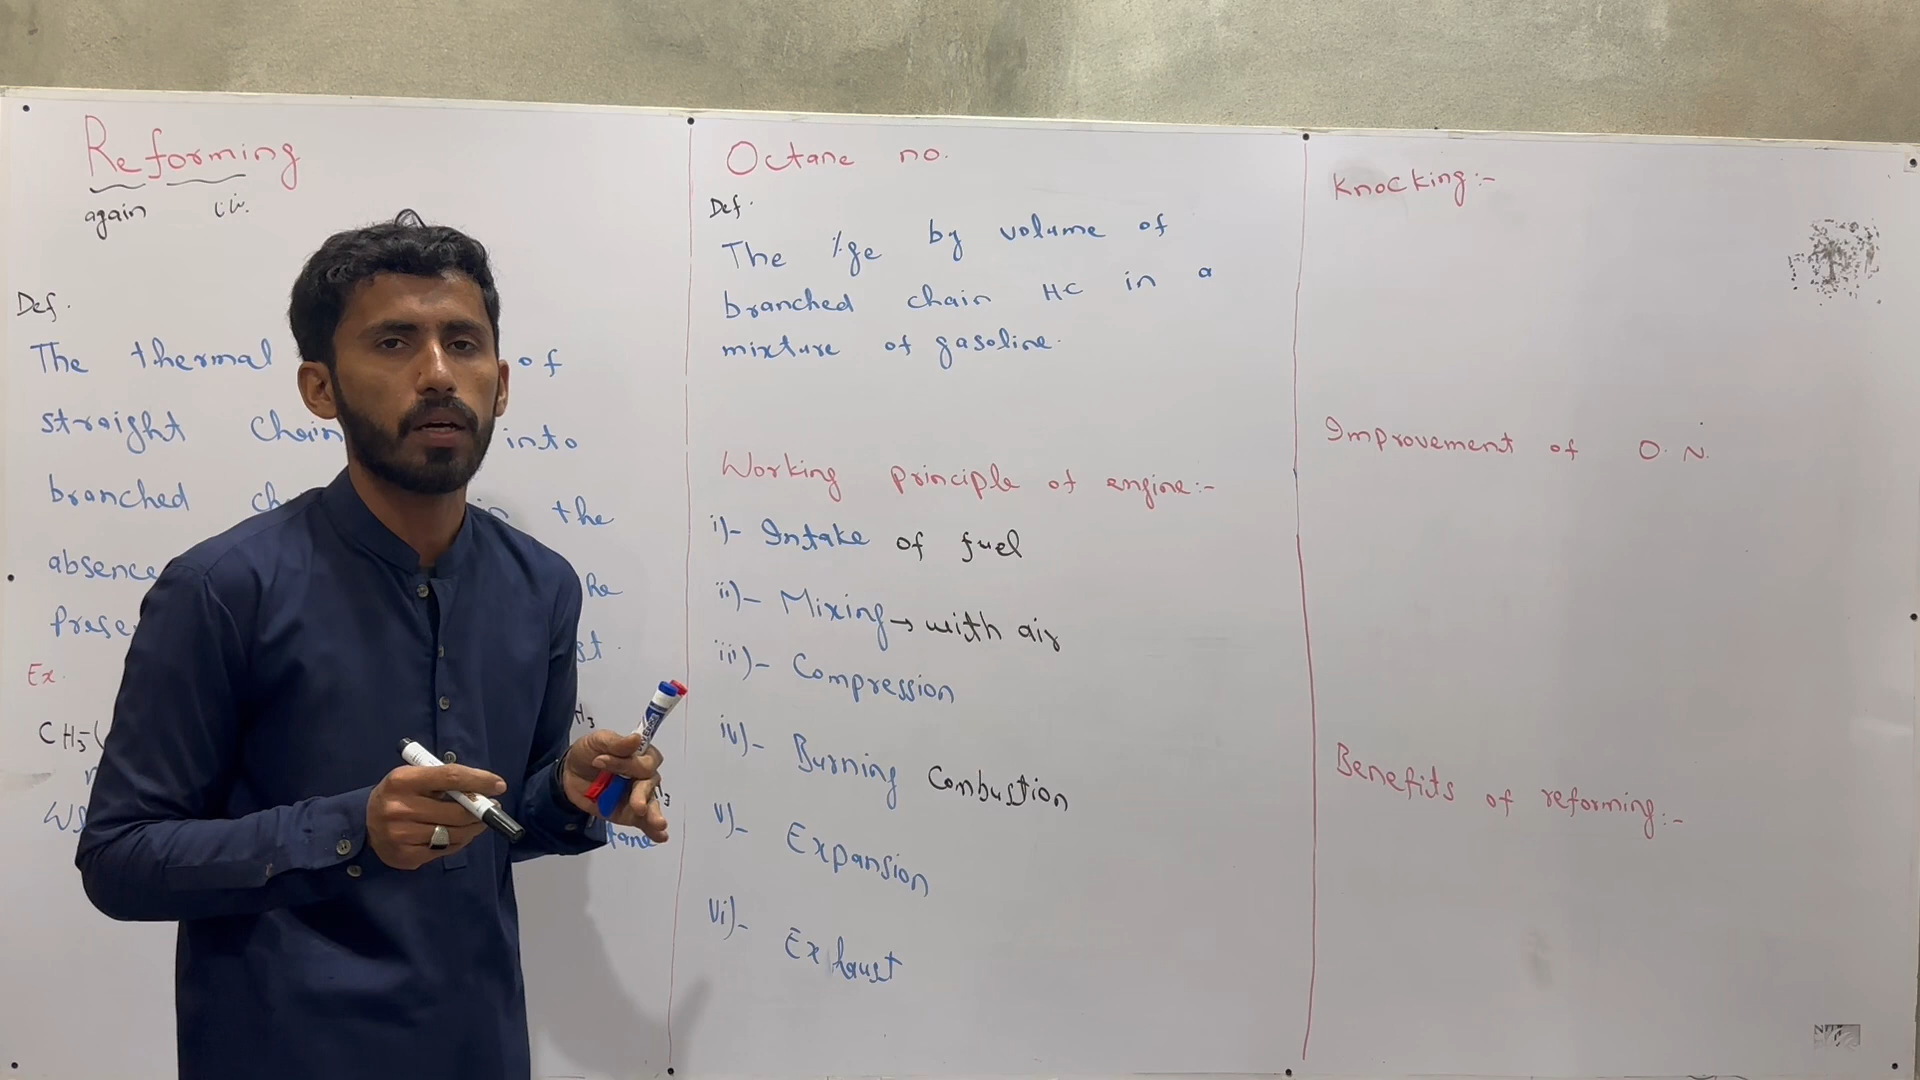 Reforming
again
Def.
The thermal of
straight chain into
branched the
absence
Ex.
CH3-(
Octane no.
Def.
The %ge by volume of
branched chain HC in a
mixture of gasoline.
Working principle of engine:-
i)- Intake of fuel
ii)- Mixing → with air
iii)- Compression
iv)- Burning Combustion
v)- Expansion
vi)- Exhaust
Knocking:-
Improvement of O.N.
Benefits of reforming:-